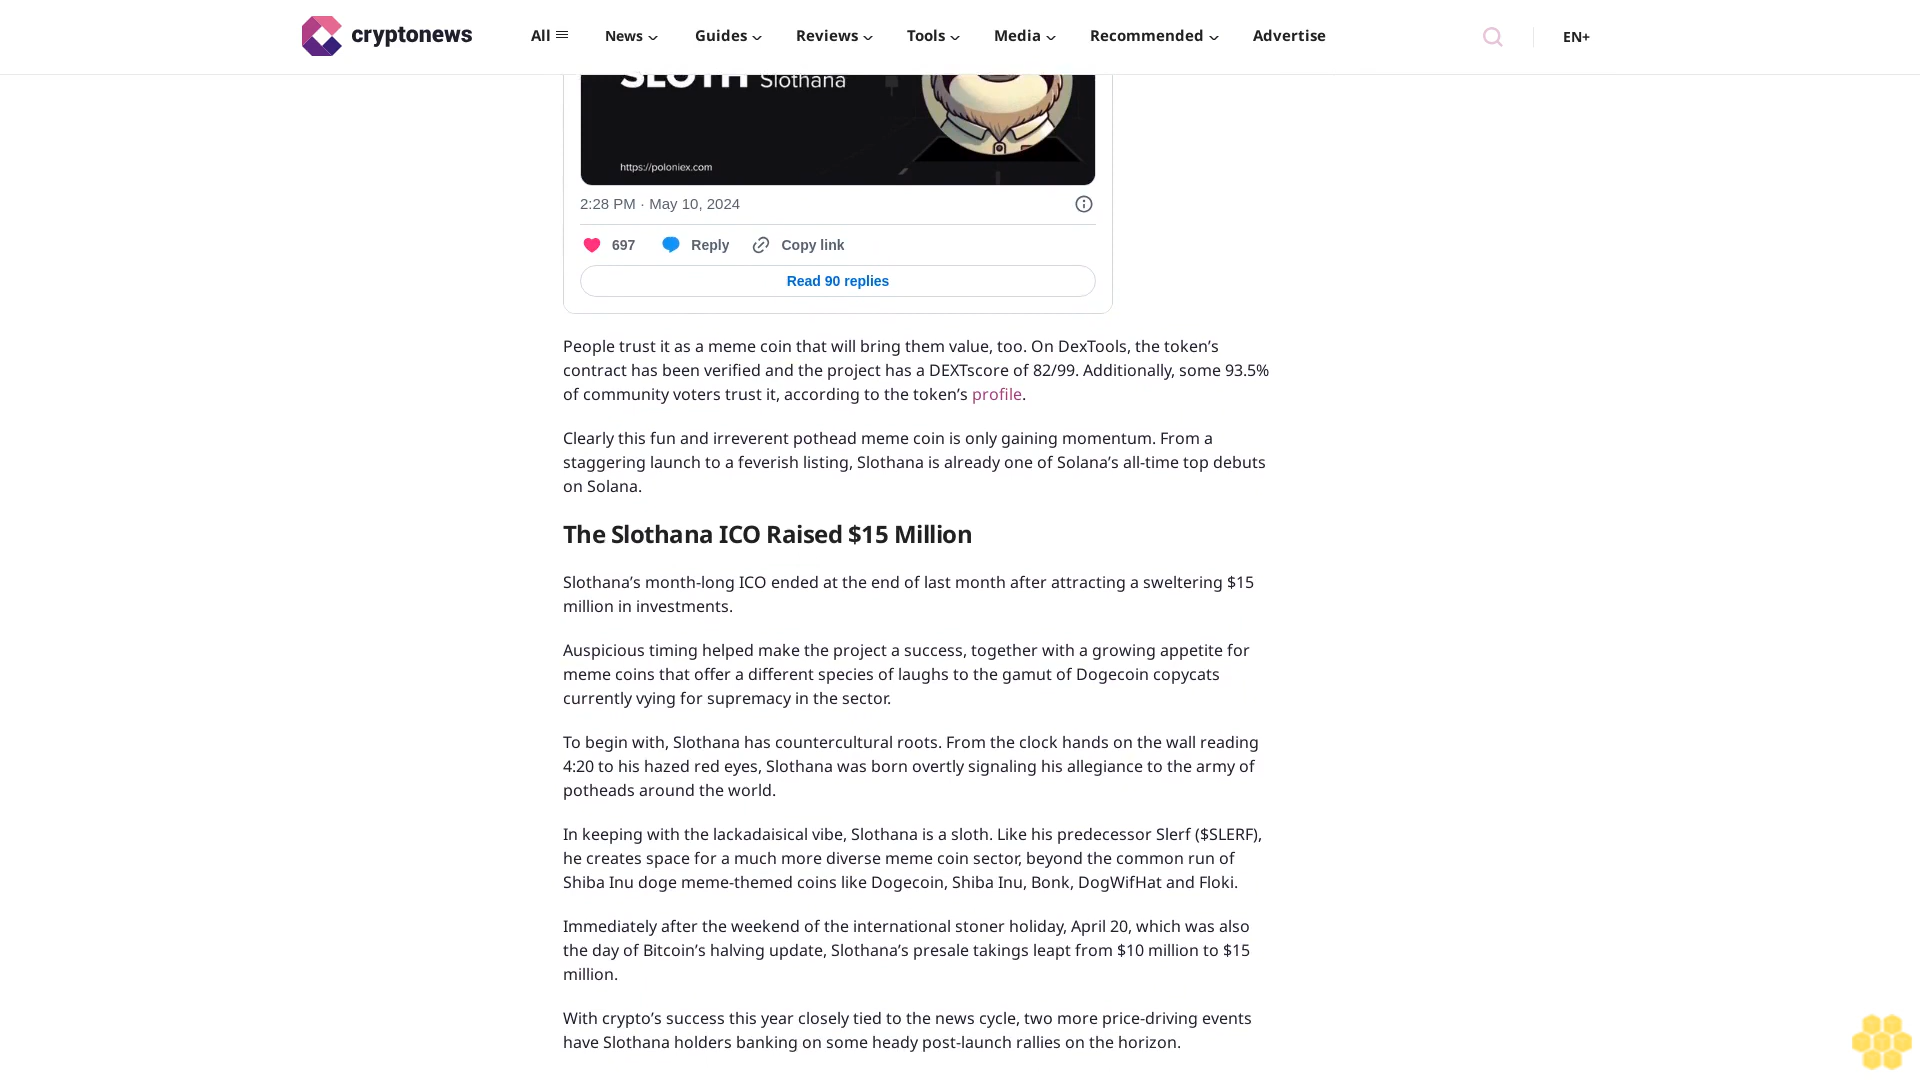 cryptonews
All
News
Guides
Reviews
Tools
Media
Recommended
Advertise
EN+
SLOTH Slothana
https://poloniex.com
2:28 PM · May 10, 2024
697
Reply
Copy link
Read 90 replies
People trust it as a meme coin that will bring them value, too. On DexTools, the token’s
contract has been verified and the project has a DEXTscore of 82/99. Additionally, some 93.5%
of community voters trust it, according to the token’s profile.
Clearly this fun and irreverent pothead meme coin is only gaining momentum. From a
staggering launch to a feverish listing, Slothana is already one of Solana’s all-time top debuts
on Solana.
The Slothana ICO Raised $15 Million
Slothana’s month-long ICO ended at the end of last month after attracting a sweltering $15
million in investments.
Auspicious timing helped make the project a success, together with a growing appetite for
meme coins that offer a different species of laughs to the gamut of Dogecoin copycats
currently vying for supremacy in the sector.
To begin with, Slothana has countercultural roots. From the clock hands on the wall reading
4:20 to his hazed red eyes, Slothana was born overtly signaling his allegiance to the army of
potheads around the world.
In keeping with the lackadaisical vibe, Slothana is a sloth. Like his predecessor Slerf ($SLERF),
he creates space for a much more diverse meme coin sector, beyond the common run of
Shiba Inu doge meme-themed coins like Dogecoin, Shiba Inu, Bonk, DogWifHat and Floki.
Immediately after the weekend of the international stoner holiday, April 20, which was also
the day of Bitcoin’s halving update, Slothana’s presale takings leapt from $10 million to $15
million.
With crypto’s success this year closely tied to the news cycle, two more price-driving events
have Slothana holders banking on some heady post-launch rallies on the horizon.